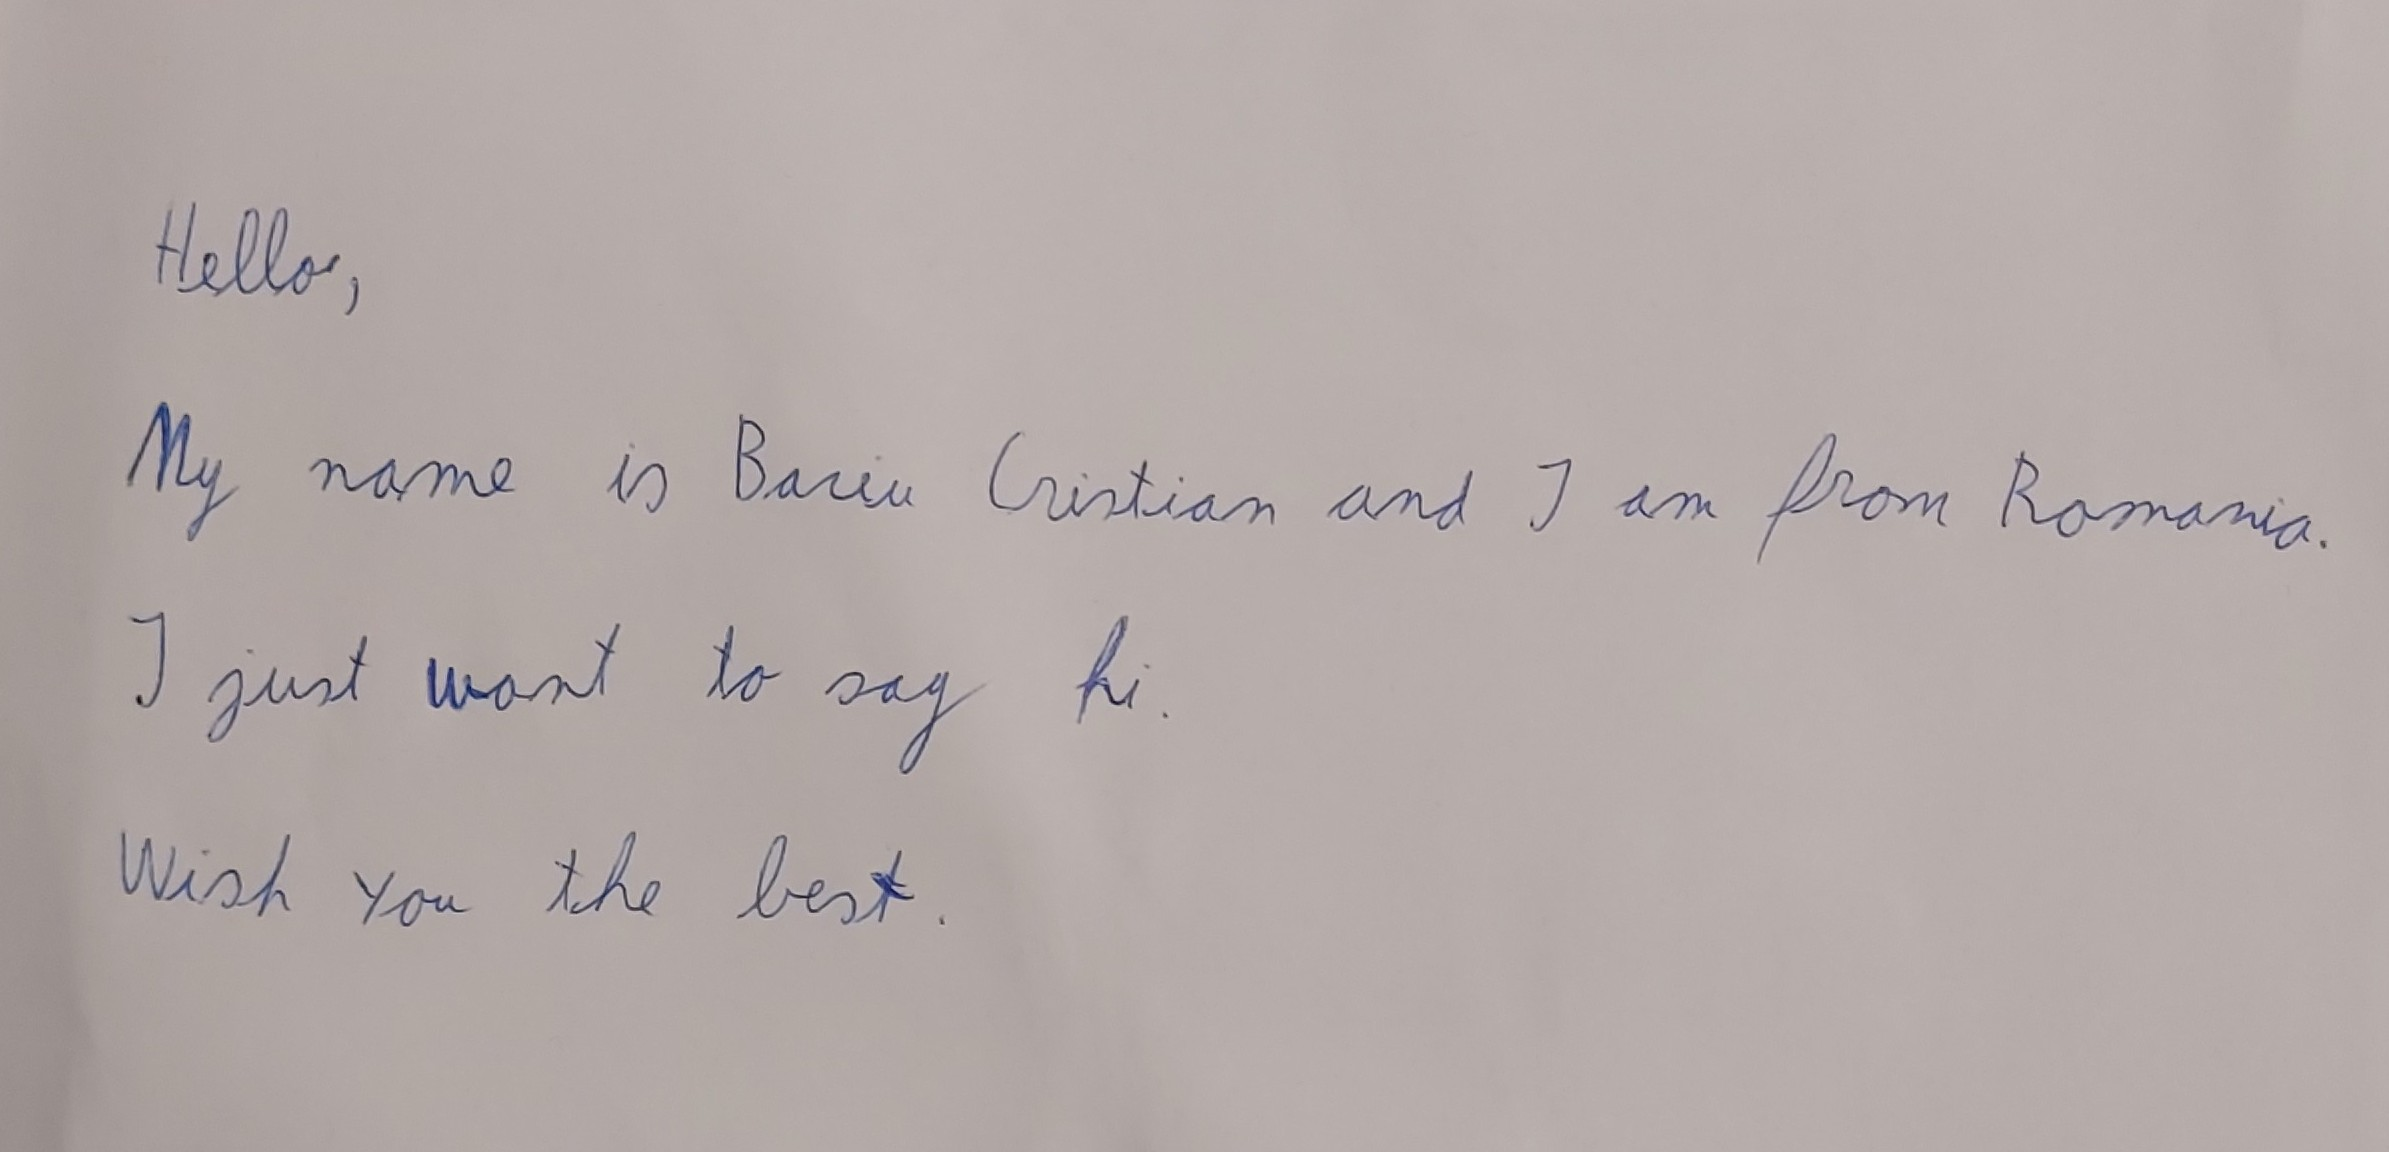 Hello,
My name is Baciu Cristian and I am from Romania.
I just want to say hi.
Wish you the best.